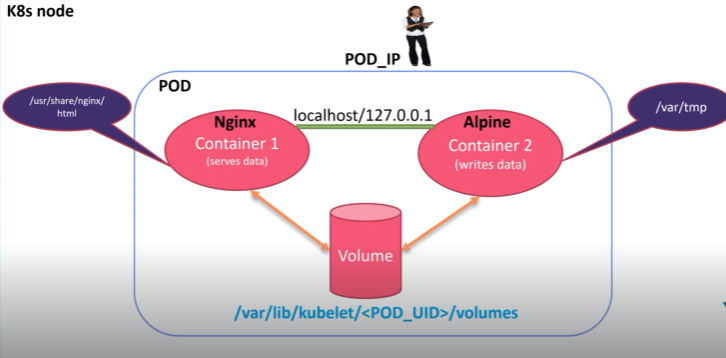 K8s node
POD_IP
POD
/usr/share/nginx/
html
localhost/127.0.0.1
/var/tmp
Nginx
Container 1
(serves data)
Alpine
Container 2
(writes data)
Volume
/var/lib/kubelet/<POD_UID>/volumes